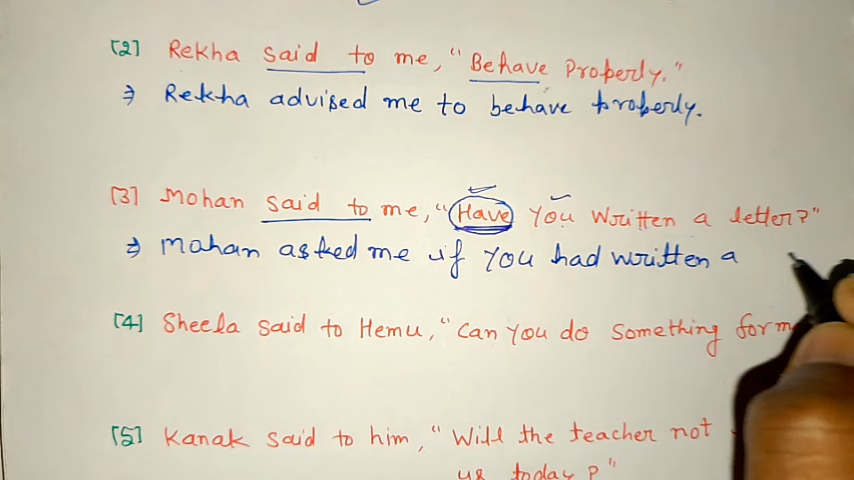 [2] Rekha said to me, "Behave Properly."
⇒ Rekha advised me to behave properly.
[3] Mohan said to me, "Have You Written a letter?"
⇒ Mohan asked me if You had written a
[4] Sheela said to Hemu, "Can You do Something for
[5] Kanak said to him, "Will the teacher not
us today?"